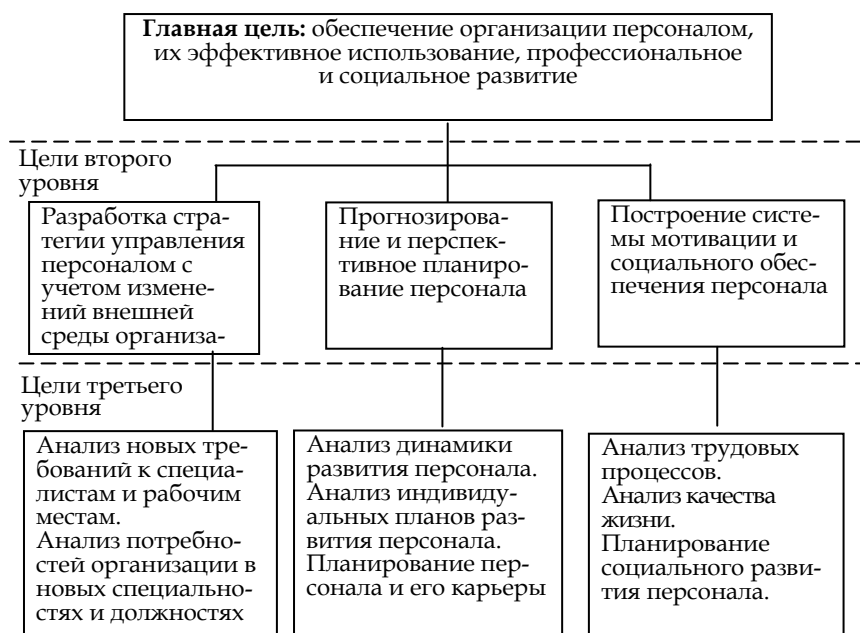 Главная цель: обеспечение организации персоналом,
их эффективное использование, профессиональное
и социальное развитие
Цели второго
уровня
Разработка стра-
тегии управления
персоналом с
учетом измене-
ний внешней
среды организа-
Прогнозирова-
ние и перспек-
тивное планиро-
вание персонала
Построение систе-
мы мотивации и
социального обес-
печения персонала
Цели третьего
уровня
Анализ новых тре-
бований к специа-
листам и рабочим
местам.
Анализ потребно-
стей организации в
новых специально-
стях и должностях
Анализ динамики
развития персонала.
Анализ индивиду-
альных планов раз-
вития персонала.
Планирование пер-
сонала и его карьеры
Анализ трудовых
процессов.
Анализ качества
жизни.
Планирование
социального разви-
тия персонала.